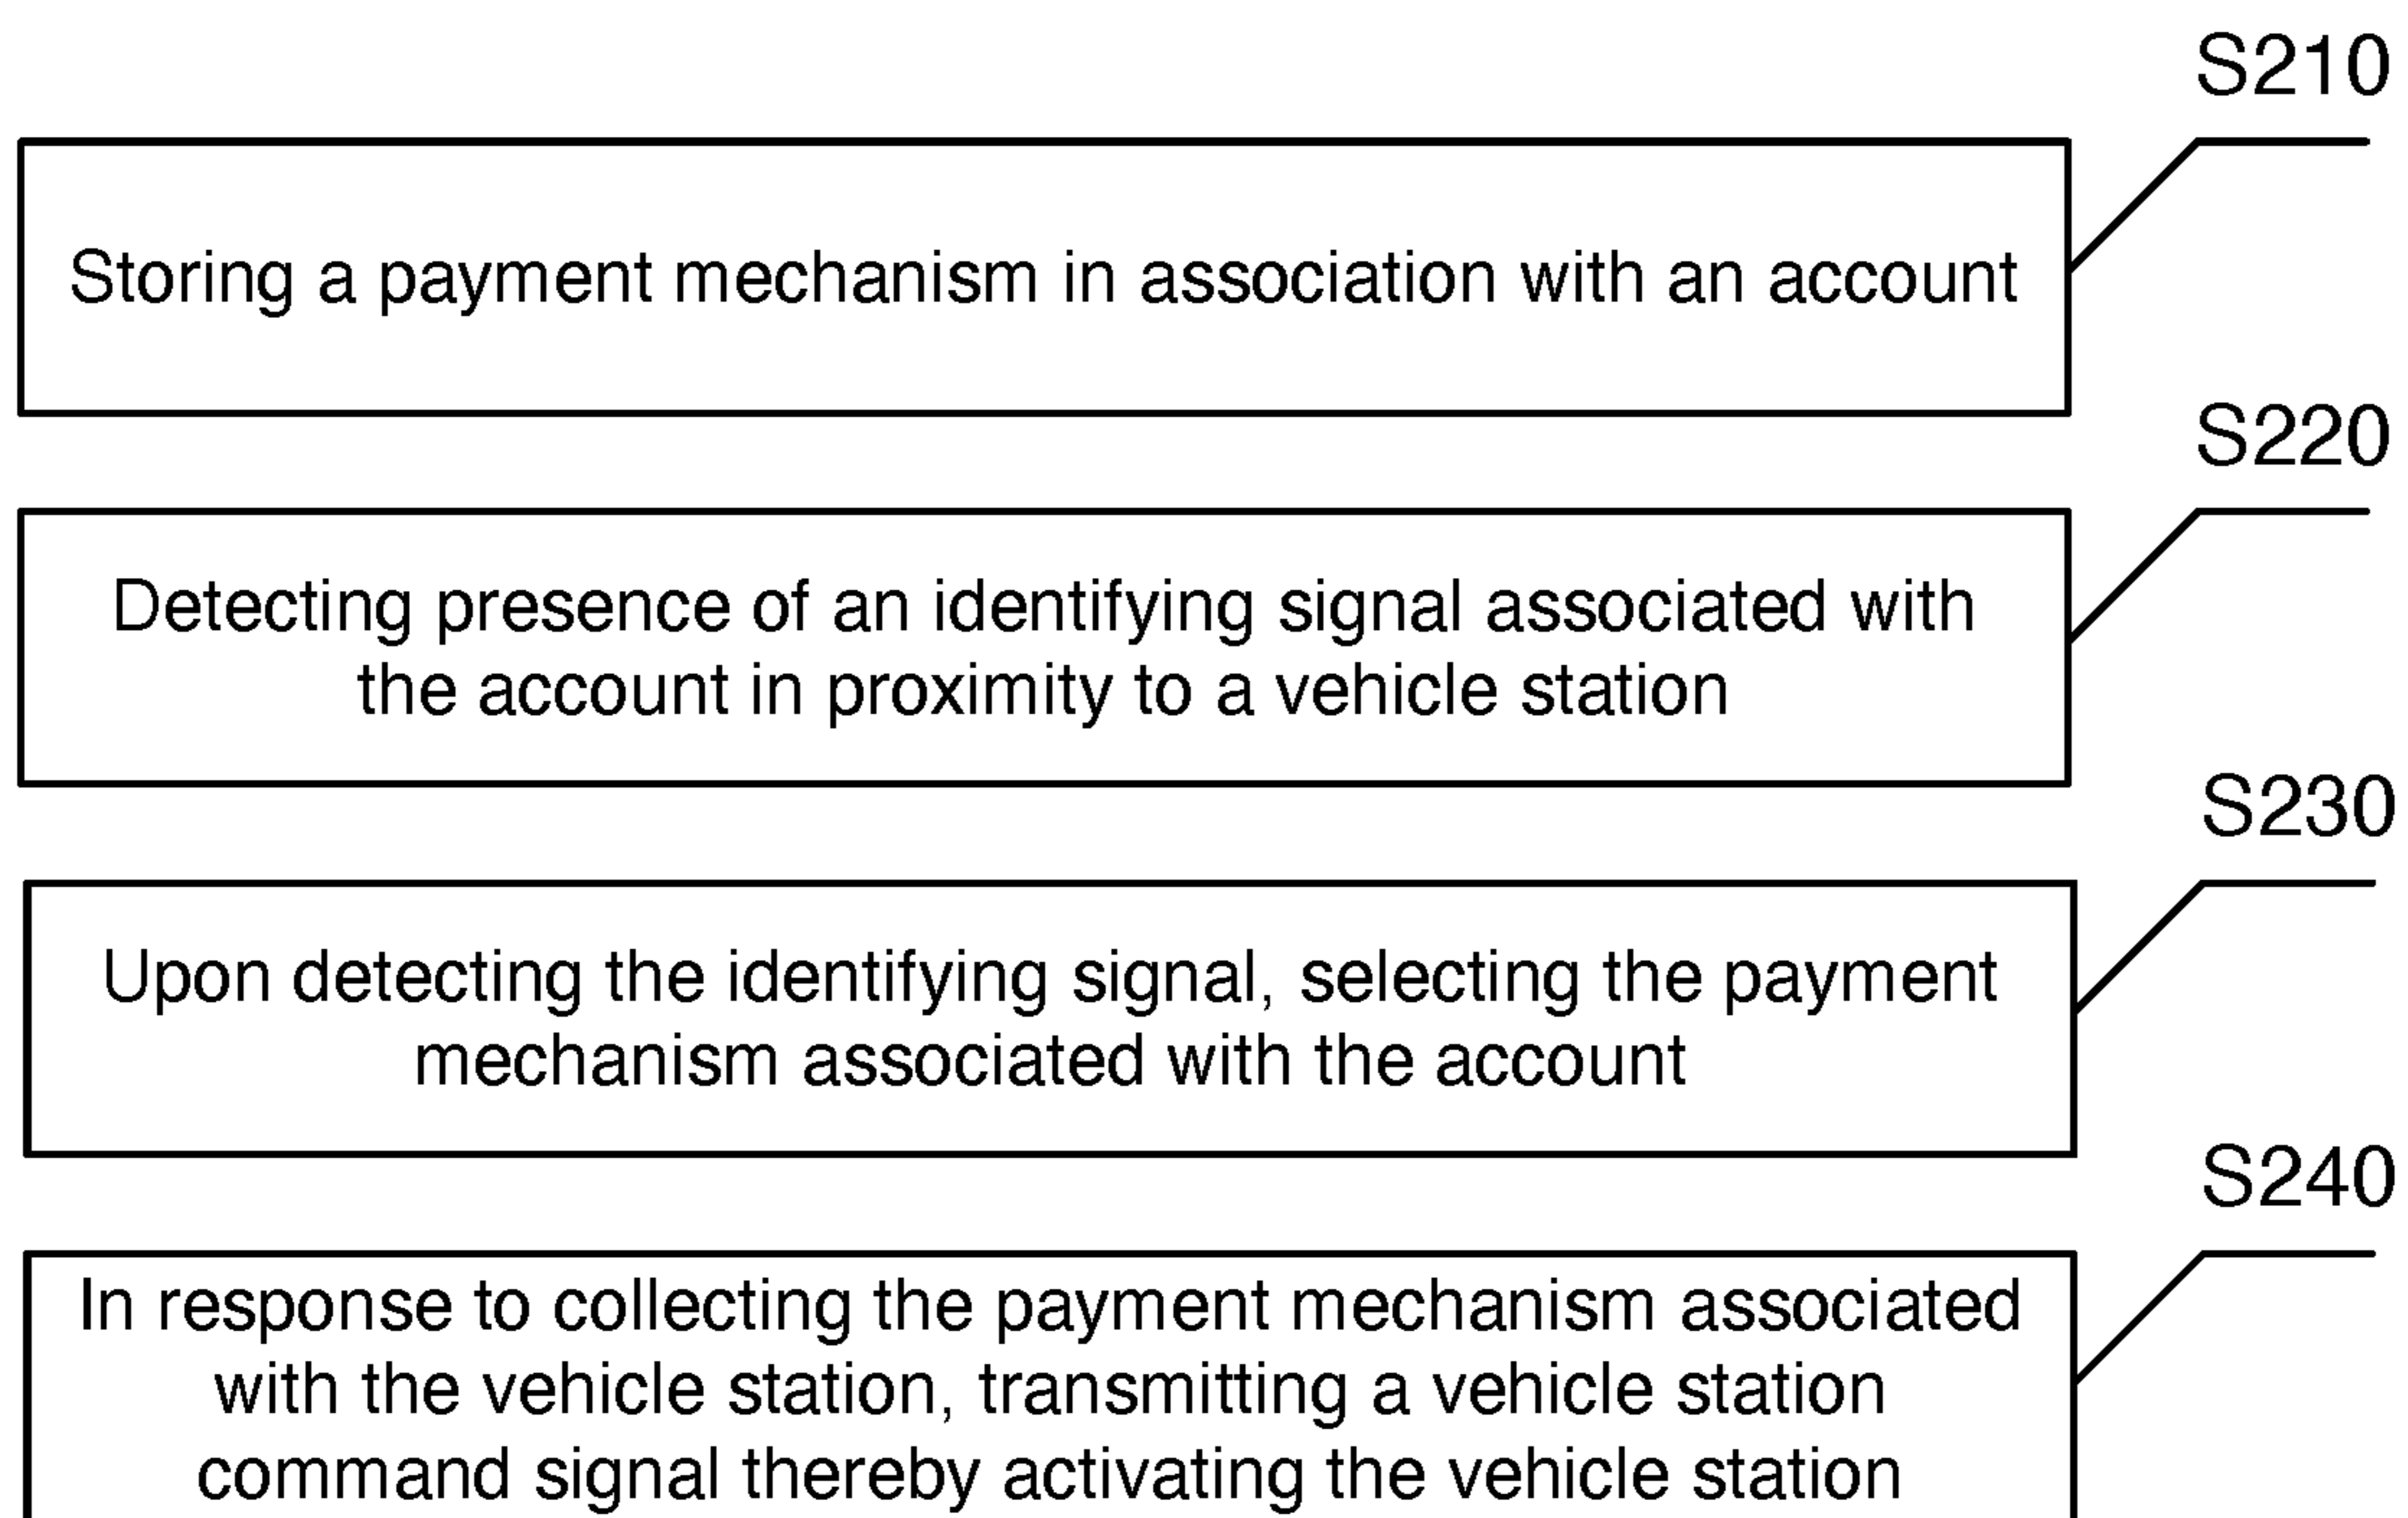 S210
Storing a payment mechanism in association with an account
S220
Detecting presence of an identifying signal associated with
the account in proximity to a vehicle station
S230
Upon detecting the identifying signal, selecting the payment
mechanism associated with the account
S240
In response to collecting the payment mechanism associated
with the vehicle station, transmitting a vehicle station
command signal thereby activating the vehicle station